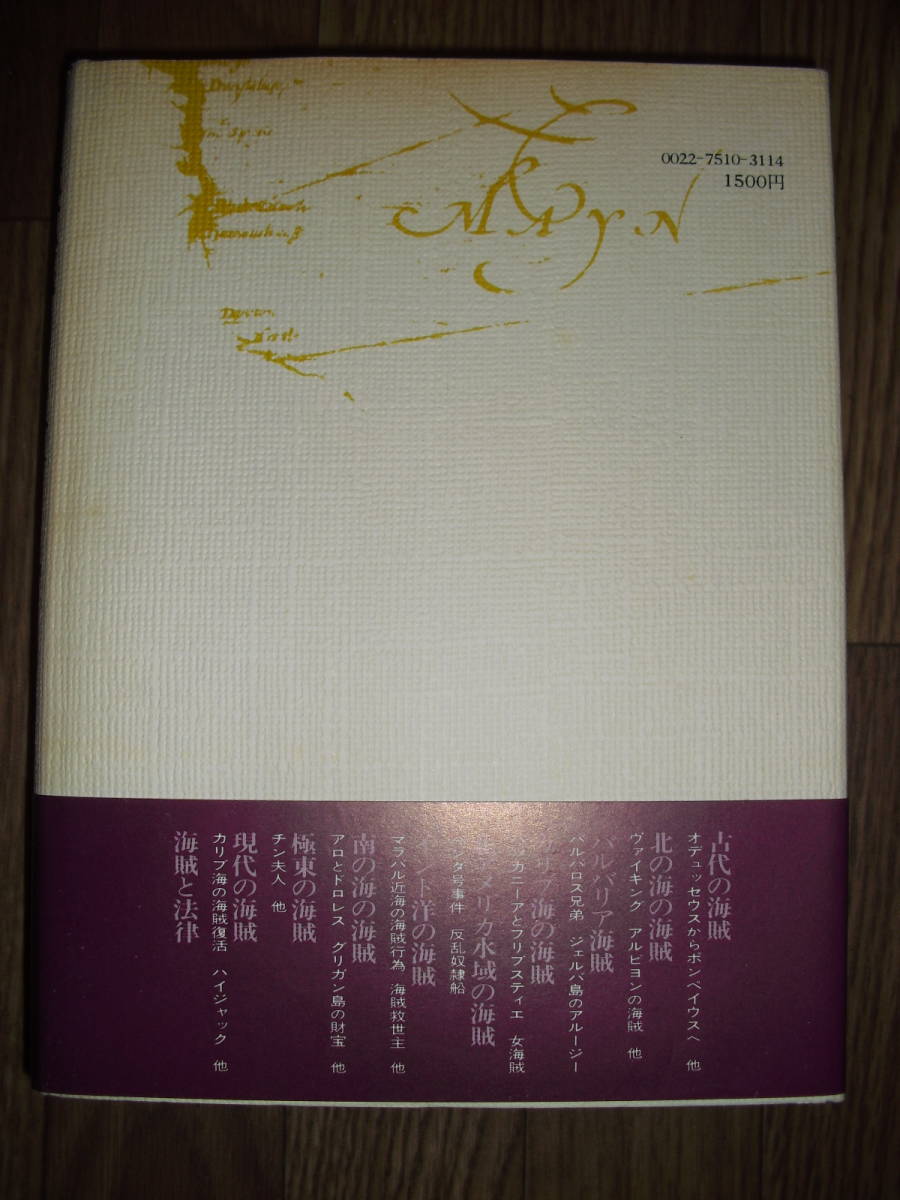 0022-7510-3114
1500円
MAYN
古代の海賊
オデュッセウスからポンペイウスへ 他
北の海の海賊
ヴァイキング アルビヨンの海賊 他
バルバリア海賊
バルバロス兄弟 ジェルバ島のアルージー
海の海賊
カニーアとフリブスティエ 女海賊
メリカ水域の海賊
号事件 反乱奴隷船
ンド洋の海賊
マラバル近海の海賊行為 海賊救世主 他
南の海の海賊
アロとドロレス グリガン島の財宝 他
極東の海賊
チン夫人 他
現代の海賊
カリブ海の海賊復活 ハイジャック 他
海賊と法律